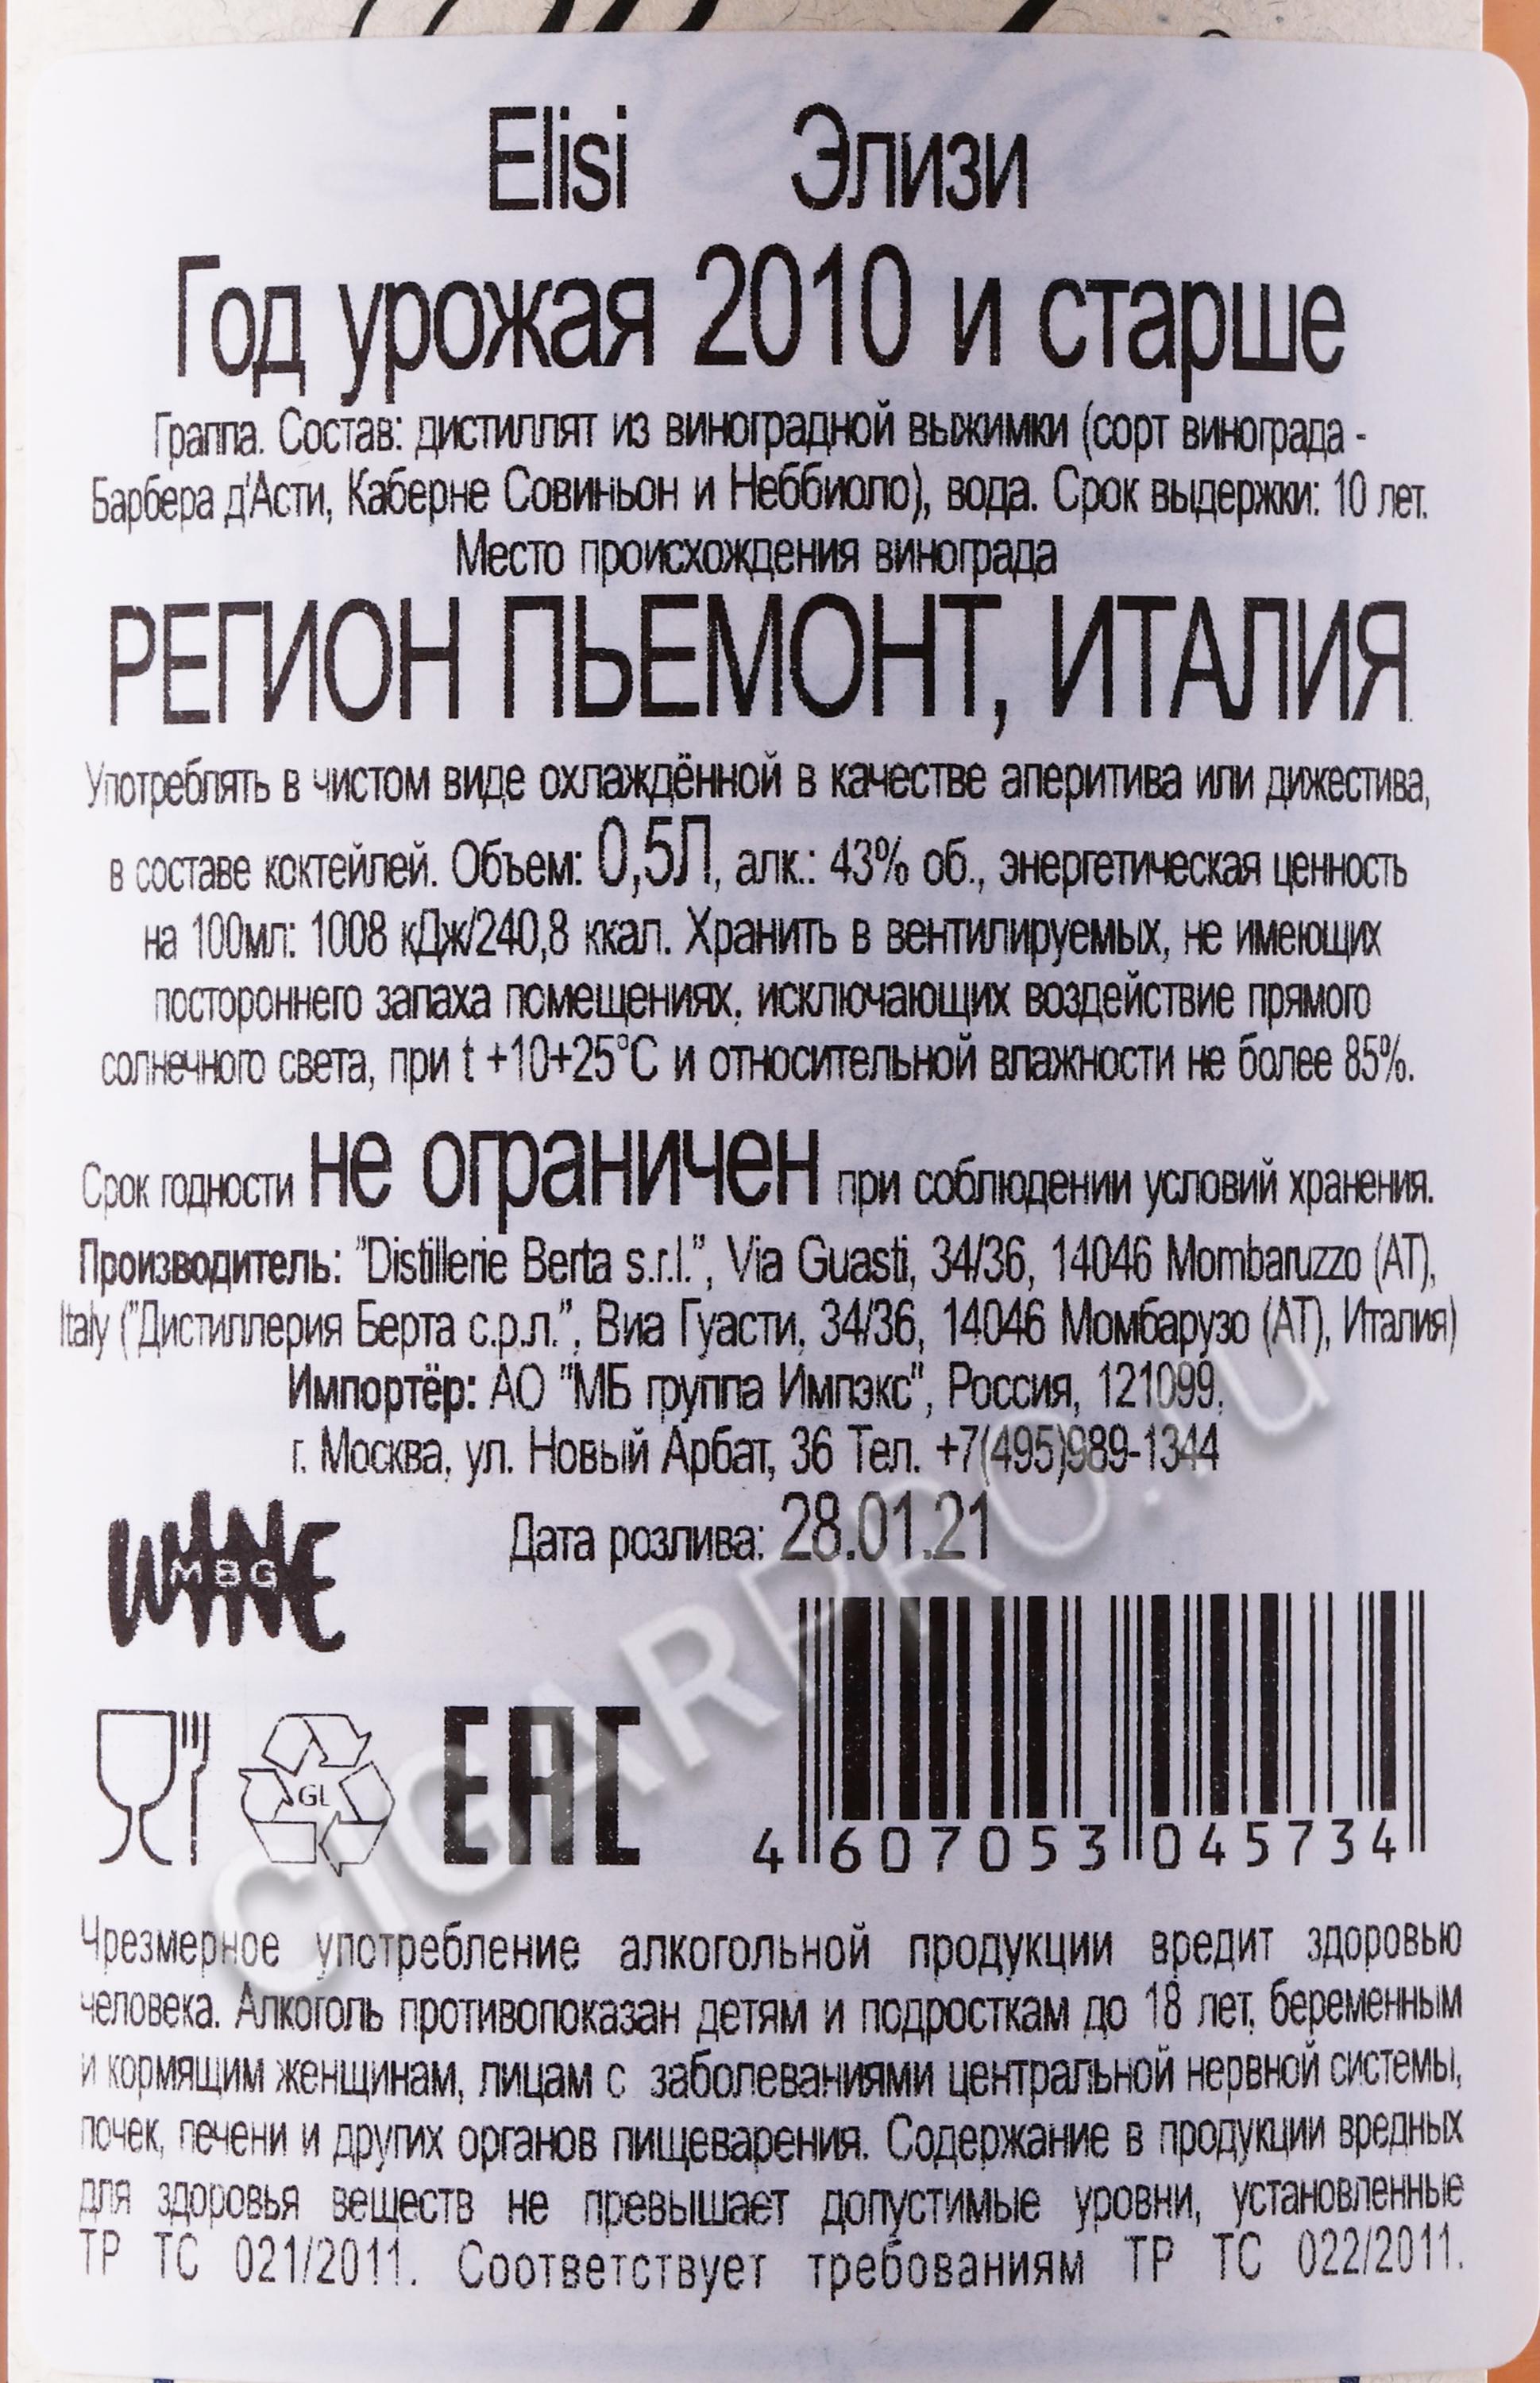 Elisi Элизи
Год урожая 2010 и старше
Граппа. Состав: дистиллят из виноградной выжимки (сорт винограда -
Барбера д'Асти, Каберне Совиньон и Неббиоло), вода. Срок выдержки: 10 лет.
Место происхождения винограда
РЕГИОН ПЬЕМОНТ, ИТАЛИЯ.
Употреблять в чистом виде охлаждённой в качестве аперитива или дижестива,
в составе коктейлей. Объем: 0,5Л, алк.: 43% об., энергетическая ценность
на 100мл: 1008 кДж/240,8 ккал. Хранить в вентилируемых, не имеющих
постороннего запаха помещениях, исключающих воздействие прямого
солнечного света, при t +10+25°С и относительной влажности не более 85%.
Срок годности не ограничен при соблюдении условий хранения.
Производитель: "Distillerie Berta s.r.l.", Via Guasti, 34/36, 14046 Mombaruzzo (AT),
Italy ("Дистиллерия Берта с.р.л.", Виа Гуасти, 34/36, 14046 Момбарузо (АТ), Италия)
Импортёр: АО "МБ группа Импэкс", Россия, 121099,
г. Москва, ул. Новый Арбат, 36 Тел. +7(495)989-1344
Дата розлива: 28.01.21
WINE
MBG
GL
EAC
4 607053 045734
CIGARPRO.ru
Чрезмерное употребление алкогольной продукции вредит здоровью
человека. Алкоголь противопоказан детям и подросткам до 18 лет, беременным
и кормящим женщинам, лицам с заболеваниями центральной нервной системы,
почек, печени и других органов пищеварения. Содержание в продукции вредных
для здоровья веществ не превышает допустимые уровни, установленные
ТР ТС 021/2011. Соответствует требованиям ТР ТС 022/2011.